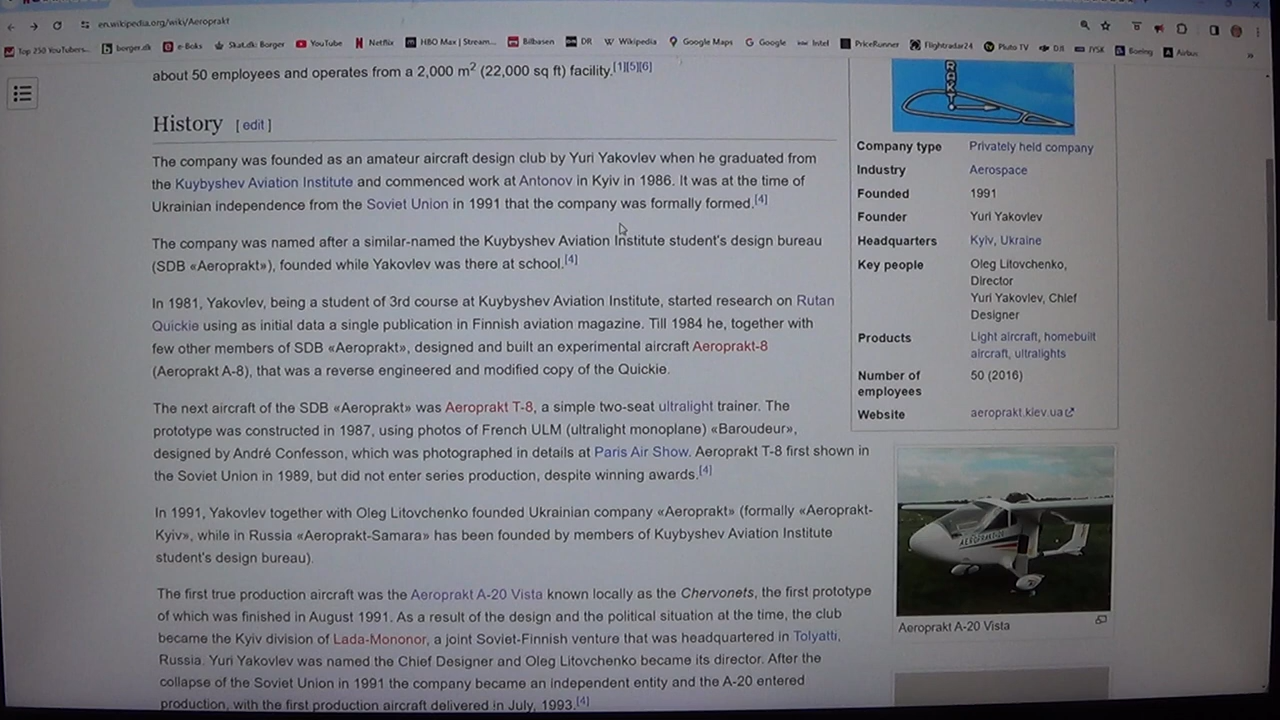 en.wikipedia.org/wiki/Aeroprakt
Top 250 YouTubers... borger.dk e-Boks Skat.dk: Borger YouTube Netflix HBO Max | Stream... Bilbasen DR Wikipedia Google Maps Google Intel PriceRunner Flightradar24 Pluto TV DJI JYSK Boeing Airbus »
about 50 employees and operates from a 2,000 m2 (22,000 sq ft) facility.[1][5][6]
History [ edit ]
The company was founded as an amateur aircraft design club by Yuri Yakovlev when he graduated from
the Kuybyshev Aviation Institute and commenced work at Antonov in Kyiv in 1986. It was at the time of
Ukrainian independence from the Soviet Union in 1991 that the company was formally formed.[4]
The company was named after a similar-named the Kuybyshev Aviation Institute student's design bureau
(SDB «Aeroprakt»), founded while Yakovlev was there at school.[4]
In 1981, Yakovlev, being a student of 3rd course at Kuybyshev Aviation Institute, started research on Rutan
Quickie using as initial data a single publication in Finnish aviation magazine. Till 1984 he, together with
few other members of SDB «Aeroprakt», designed and built an experimental aircraft Aeroprakt-8
(Aeroprakt A-8), that was a reverse engineered and modified copy of the Quickie.
The next aircraft of the SDB «Aeroprakt» was Aeroprakt T-8, a simple two-seat ultralight trainer. The
prototype was constructed in 1987, using photos of French ULM (ultralight monoplane) «Baroudeur»,
designed by André Confesson, which was photographed in details at Paris Air Show. Aeroprakt T-8 first shown in
the Soviet Union in 1989, but did not enter series production, despite winning awards.[4]
In 1991, Yakovlev together with Oleg Litovchenko founded Ukrainian company «Aeroprakt» (formally «Aeroprakt-
Kyiv», while in Russia «Aeroprakt-Samara» has been founded by members of Kuybyshev Aviation Institute
student's design bureau).
The first true production aircraft was the Aeroprakt A-20 Vista known locally as the Chervonets, the first prototype
of which was finished in August 1991. As a result of the design and the political situation at the time, the club
became the Kyiv division of Lada-Mononor, a joint Soviet-Finnish venture that was headquartered in Tolyatti,
Russia. Yuri Yakovlev was named the Chief Designer and Oleg Litovchenko became its director. After the
collapse of the Soviet Union in 1991 the company became an independent entity and the A-20 entered
production, with the first production aircraft delivered in July, 1993.[4]
RAKT
Company type Privately held company
Industry Aerospace
Founded 1991
Founder Yuri Yakovlev
Headquarters Kyiv, Ukraine
Key people Oleg Litovchenko,
Director
Yuri Yakovlev, Chief
Designer
Products Light aircraft, homebuilt
aircraft, ultralights
Number of
employees 50 (2016)
Website aeroprakt.kiev.ua
Aeroprakt A-20 Vista